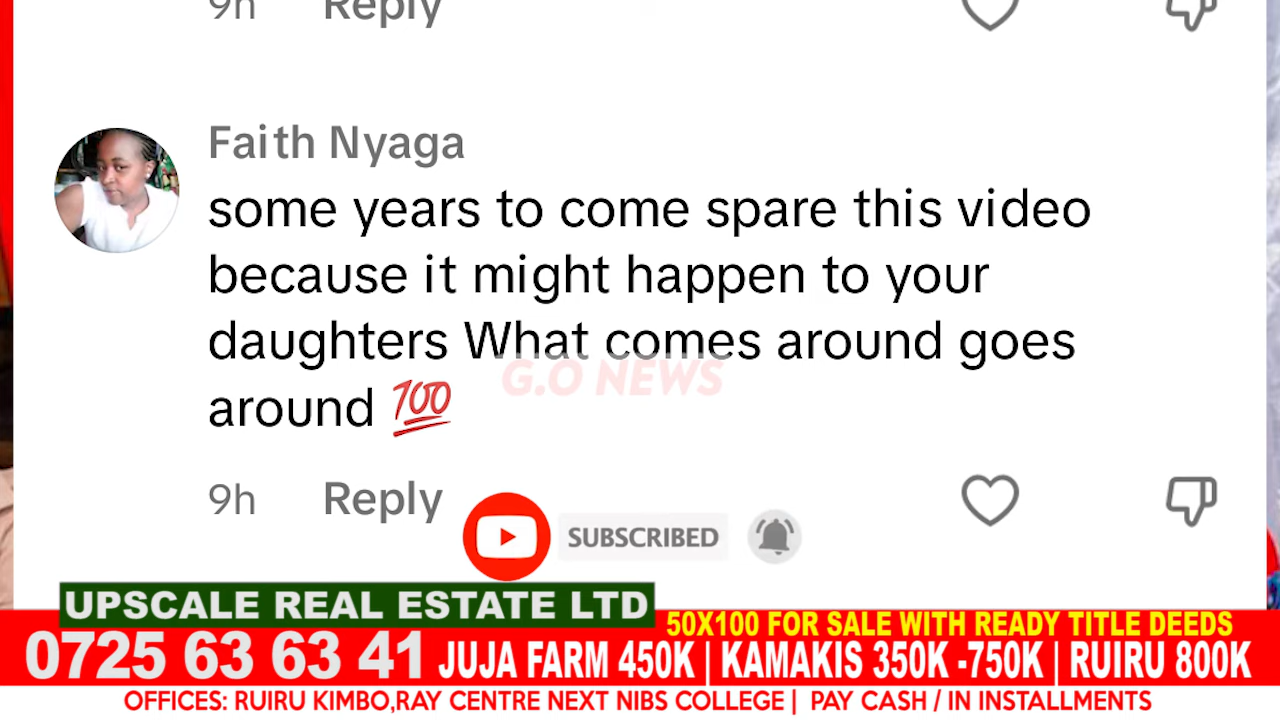 9h Reply
Faith Nyaga
some years to come spare this video
because it might happen to your
daughters What comes around goes
around 💯
G.O NEWS
9h Reply
SUBSCRIBED
UPSCALE REAL ESTATE LTD
50X100 FOR SALE WITH READY TITLE DEEDS
0725 63 63 41 JUJA FARM 450K | KAMAKIS 350K -750K | RUIRU 800K
OFFICES: RUIRU KIMBO,RAY CENTRE NEXT NIBS COLLEGE | PAY CASH / IN INSTALLMENTS